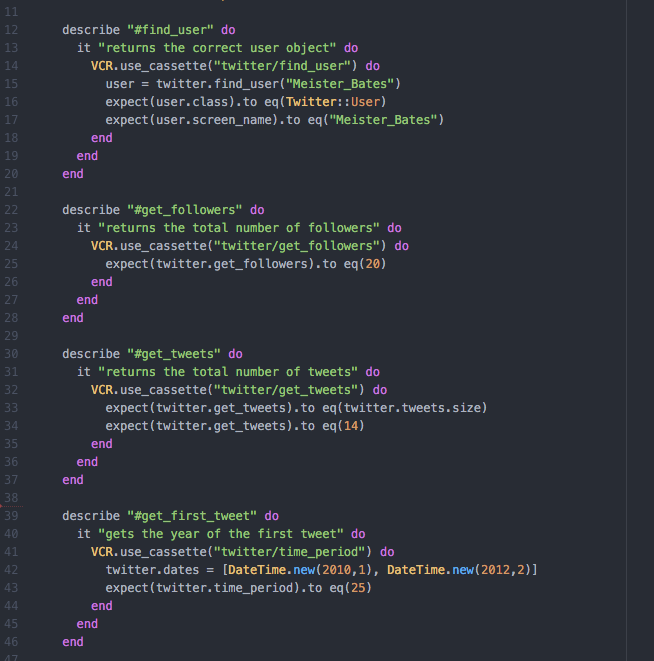 11
12 describe "#find_user" do
13 it "returns the correct user object" do
14 VCR.use_cassette("twitter/find_user") do
15 user = twitter.find_user("Meister_Bates")
16 expect(user.class).to eq(Twitter::User)
17 expect(user.screen_name).to eq("Meister_Bates")
18 end
19 end
20 end
21
22 describe "#get_followers" do
23 it "returns the total number of followers" do
24 VCR.use_cassette("twitter/get_followers") do
25 expect(twitter.get_followers).to eq(20)
26 end
27 end
28 end
29
30 describe "#get_tweets" do
31 it "returns the total number of tweets" do
32 VCR.use_cassette("twitter/get_tweets") do
33 expect(twitter.get_tweets).to eq(twitter.tweets.size)
34 expect(twitter.get_tweets).to eq(14)
35 end
36 end
37 end
38
39 describe "#get_first_tweet" do
40 it "gets the year of the first tweet" do
41 VCR.use_cassette("twitter/time_period") do
42 twitter.dates = [DateTime.new(2010,1), DateTime.new(2012,2)]
43 expect(twitter.time_period).to eq(25)
44 end
45 end
46 end
47